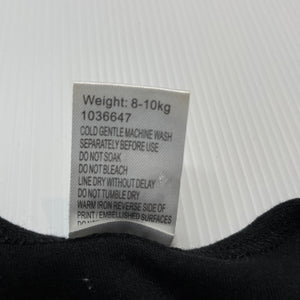 Weight: 8-10kg
1036647
COLD GENTLE MACHINE WASH
SEPARATELY BEFORE USE
DO NOT SOAK
DO NOT BLEACH
LINE DRY WITHOUT DELAY
DO NOT TUMBLE DRY
WARM IRON REVERSE SIDE OF
PRINT / EMBELLISHED SURFACES